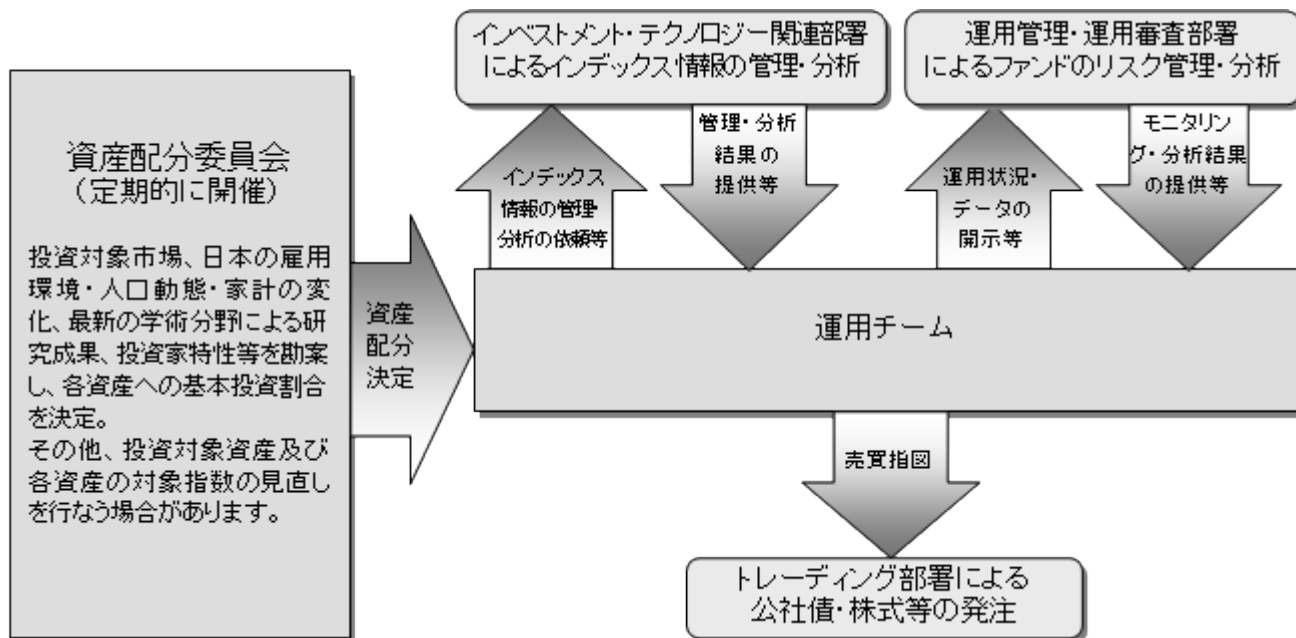 インベストメント・テクノロジー関連部署
によるインデックス情報の管理・分析
運用管理・運用審査部署
によるファンドのリスク管理・分析
資産配分委員会
(定期的に開催)
投資対象市場、日本の雇用
環境・人口動態・家計の変
化、最新の学術分野による研
究成果、投資家特性等を勘案
し、各資産への基本投資割合
を決定。
その他、投資対象資産及び
各資産の対象指数の見直し
を行なう場合があります。
インデックス
情報の管理・
分析の依頼等
管理・分析
結果の
提供等
運用状況・
データの
開示等
モニタリン
グ・分析結果
の提供等
資産
配分
決定
運用チーム
売買指図
トレーディング部署による
公社債・株式等の発注